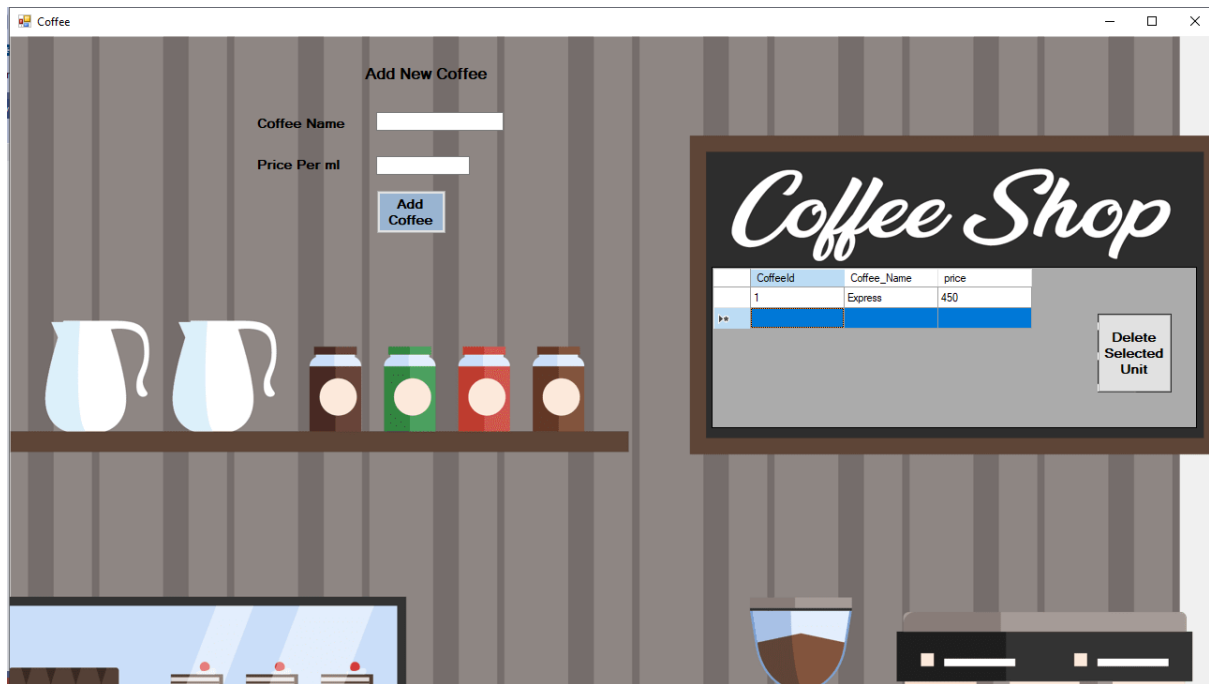 Coffee
Add New Coffee
Coffee Name
Price Per ml
Add
Coffee
Coffee Shop
CoffeeId Coffee_Name price
1 Express 450
Delete
Selected
Unit